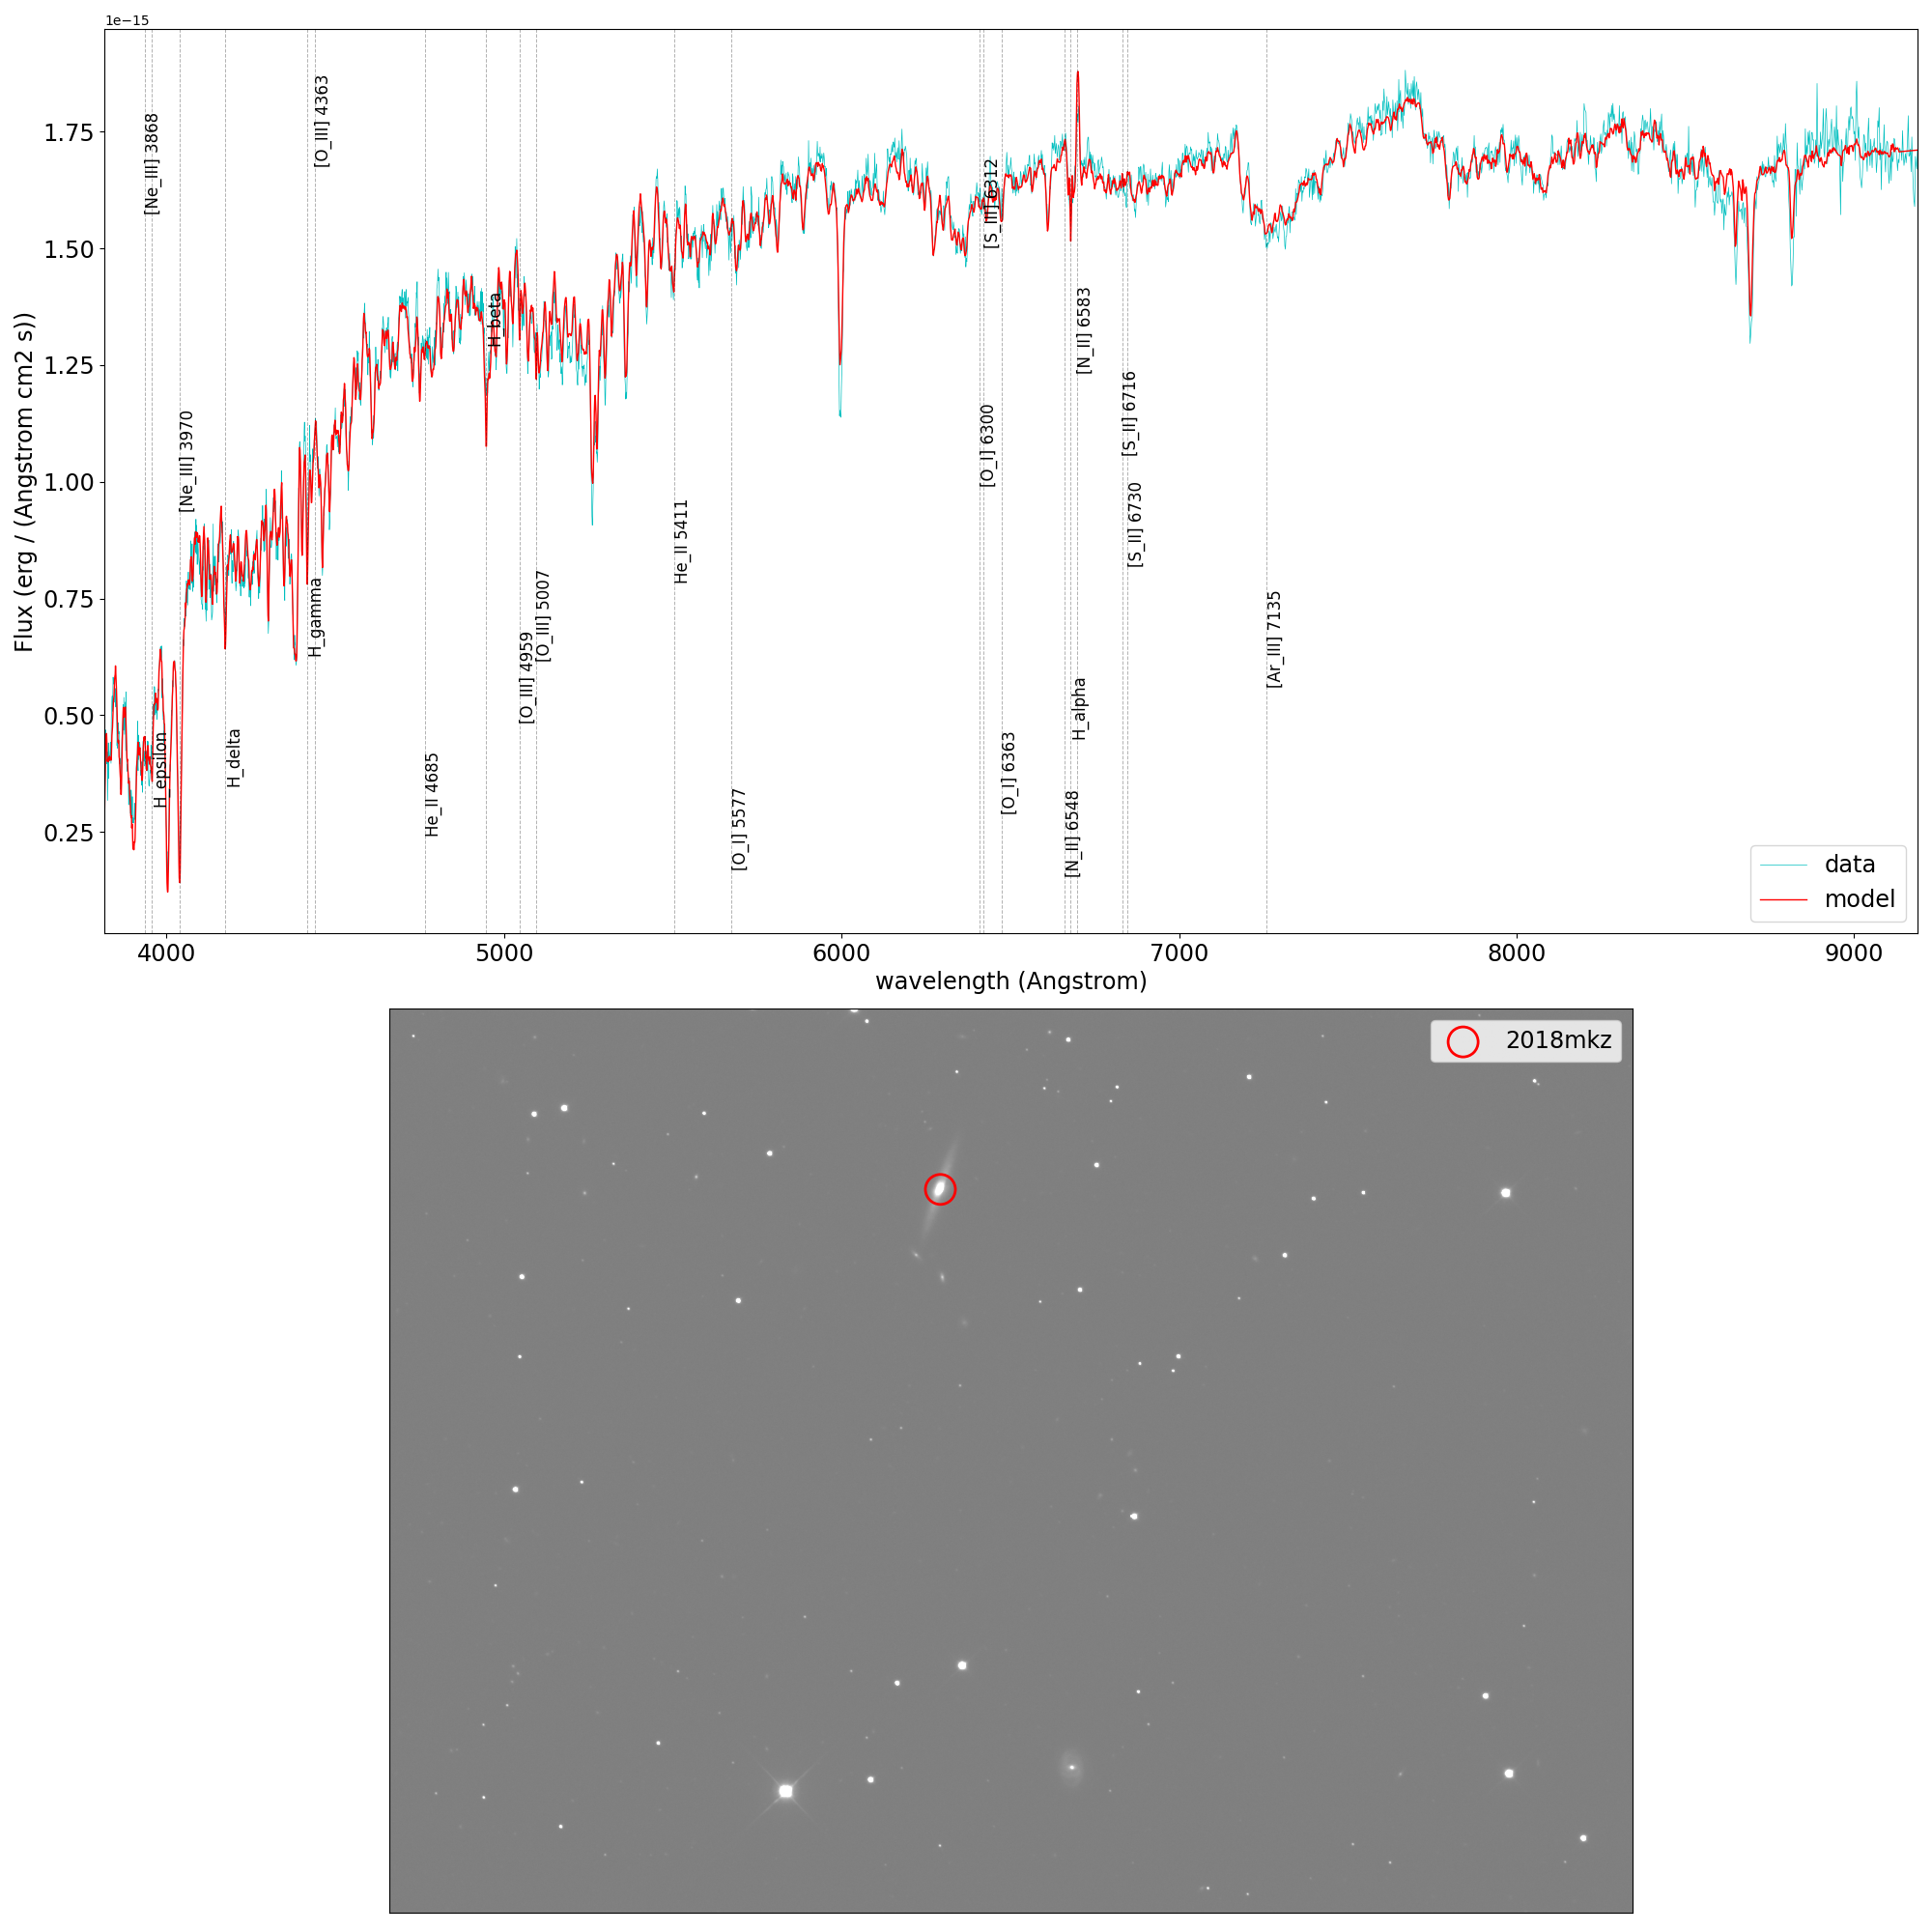 1e−15
Flux (erg / (Angstrom cm2 s))
1.75
1.50
1.25
1.00
0.75
0.50
0.25
[Ne_III] 3868
H_epsilon
[Ne_III] 3970
H_delta
H_gamma
[O_III] 4363
He_II 4685
H_beta
[O_III] 4959
[O_III] 5007
He_II 5411
[O_I] 5577
[O_I] 6300
[S_III] 6312
[O_I] 6363
[N_II] 6548
H_alpha
[N_II] 6583
[S_II] 6716
[S_II] 6730
[Ar_III] 7135
data
model
4000 5000 6000 7000 8000 9000
wavelength (Angstrom)
2018mkz